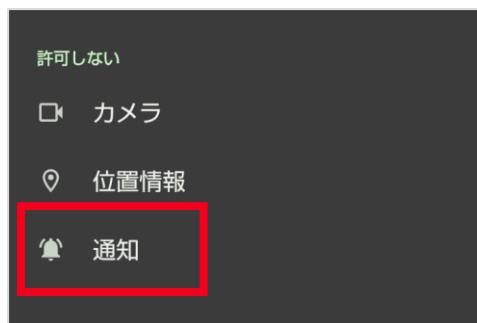 許可しない
カメラ
位置情報
通知